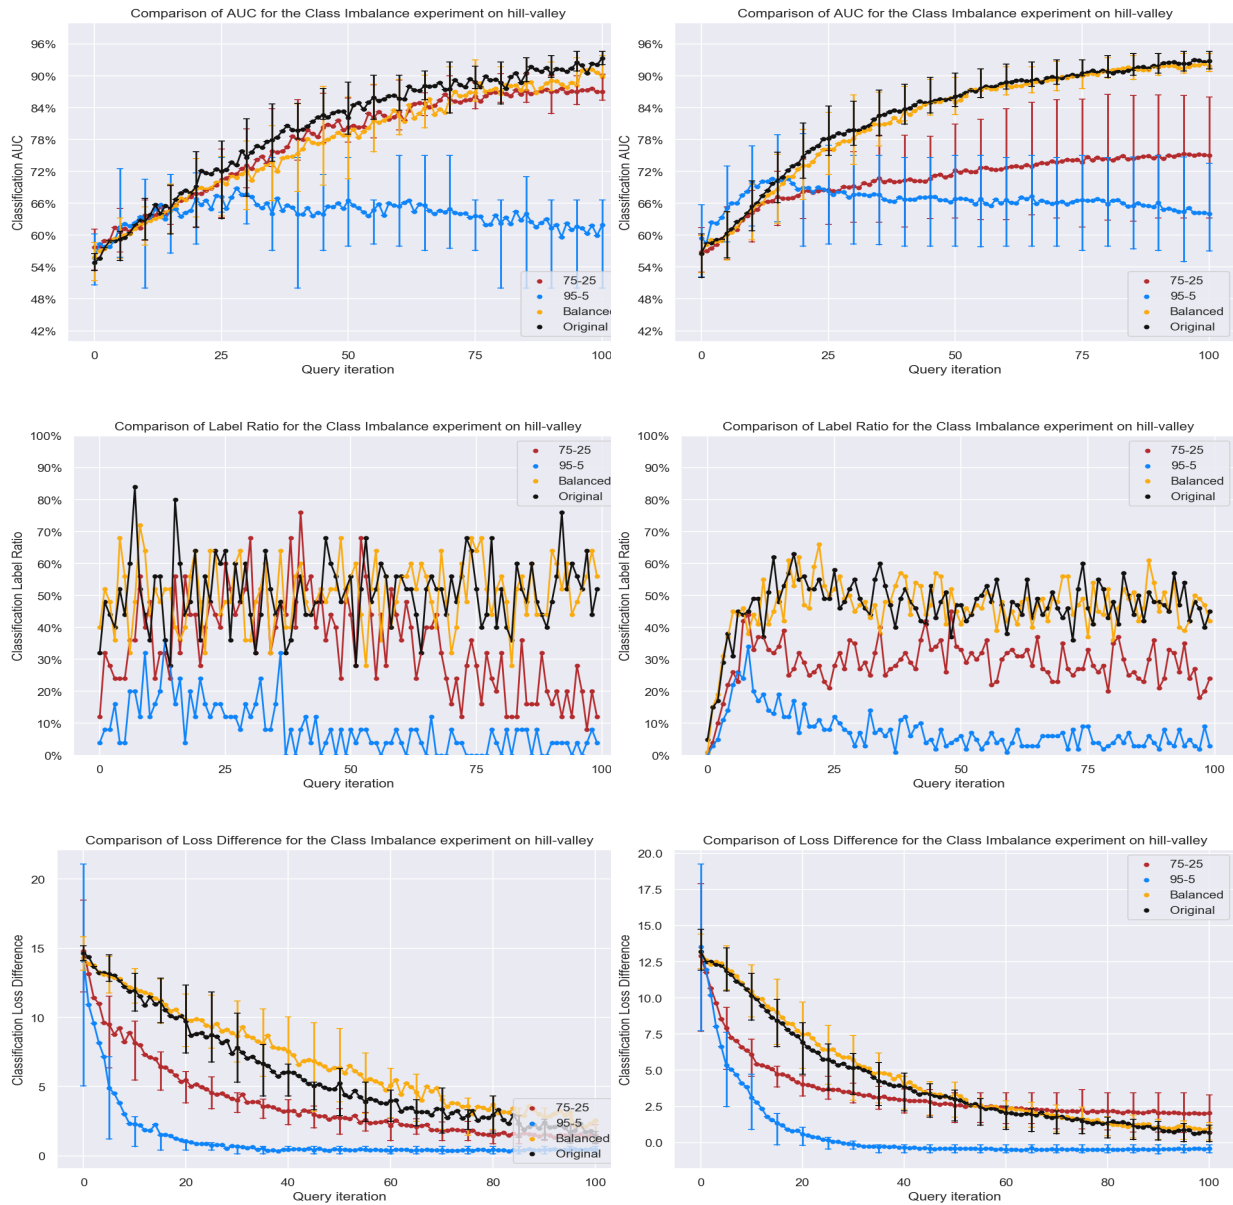 Comparison of AUC for the Class Imbalance experiment on hill-valley
96%
90%
84%
78%
72%
66%
60%
54%
48%
42%
Classification AUC
75-25
95-5
Balanced
Original
0 25 50 75 100
Query iteration
Comparison of AUC for the Class Imbalance experiment on hill-valley
96%
90%
84%
78%
72%
66%
60%
54%
48%
42%
Classification AUC
75-25
95-5
Balanced
Original
0 25 50 75 100
Query iteration
Comparison of Label Ratio for the Class Imbalance experiment on hill-valley
100%
90%
80%
70%
60%
50%
40%
30%
20%
10%
0%
Classification Label Ratio
75-25
95-5
Balanced
Original
0 25 50 75 100
Query iteration
Comparison of Label Ratio for the Class Imbalance experiment on hill-valley
100%
90%
80%
70%
60%
50%
40%
30%
20%
10%
0%
Classification Label Ratio
75-25
95-5
Balanced
Original
0 25 50 75 100
Query iteration
Comparison of Loss Difference for the Class Imbalance experiment on hill-valley
20
15
10
5
0
Classification Loss Difference
75-25
95-5
Balanced
Original
0 20 40 60 80 100
Query iteration
Comparison of Loss Difference for the Class Imbalance experiment on hill-valley
20.0
17.5
15.0
12.5
10.0
7.5
5.0
2.5
0.0
Classification Loss Difference
75-25
95-5
Balanced
Original
0 20 40 60 80 100
Query iteration